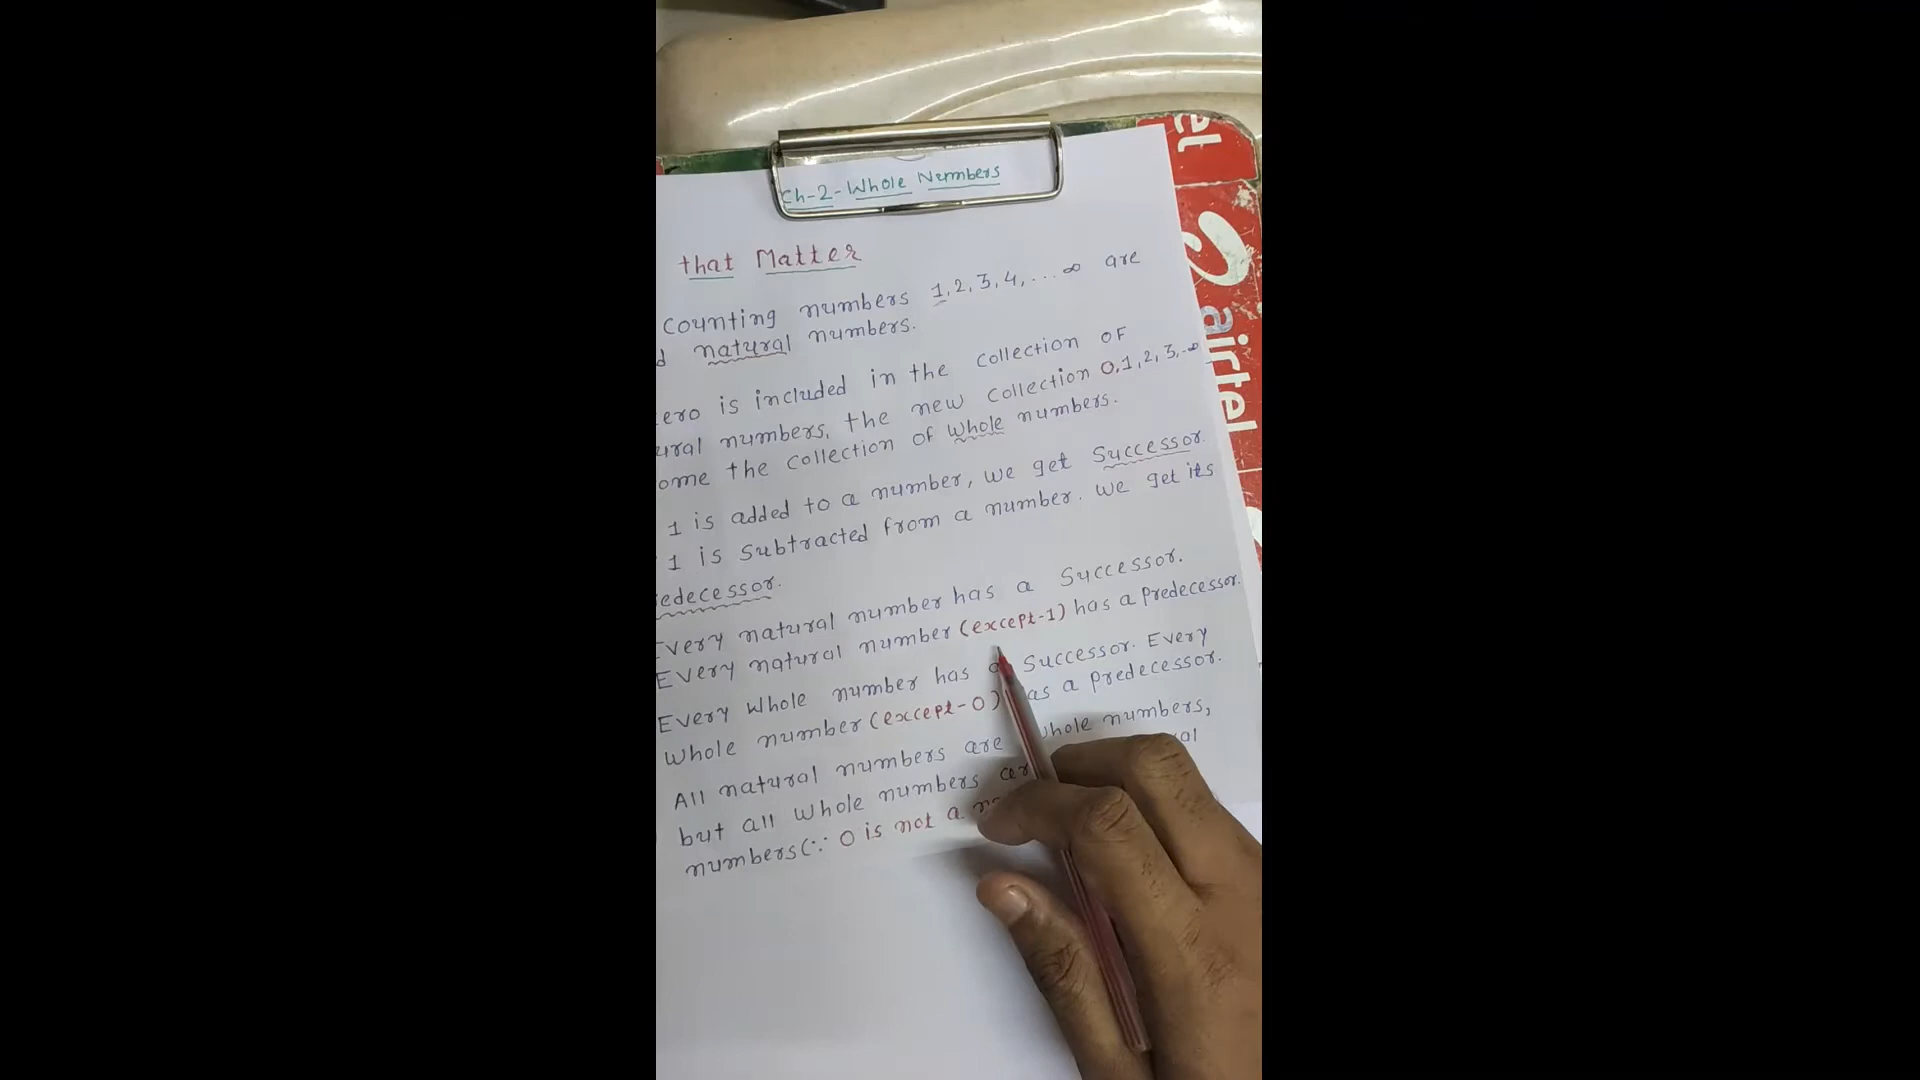 Ch-2-Whole Numbers
that Matter
counting numbers 1,2,3,4,...∞ are
natural numbers.
is included in the collection of
numbers, the new collection 0,1,2,3,..∞
the collection of whole numbers.
1 is added to a number, we get Successor.
1 is subtracted from a number. we get its
edecessor.
Every natural number has a Successor.
Every natural number (except-1) has a predecessor.
Every whole number has a Successor. Every
whole number (except-0) as a predecessor.
All natural numbers are whole numbers,
but all whole numbers
numbers (∵ 0 is not a
airtel